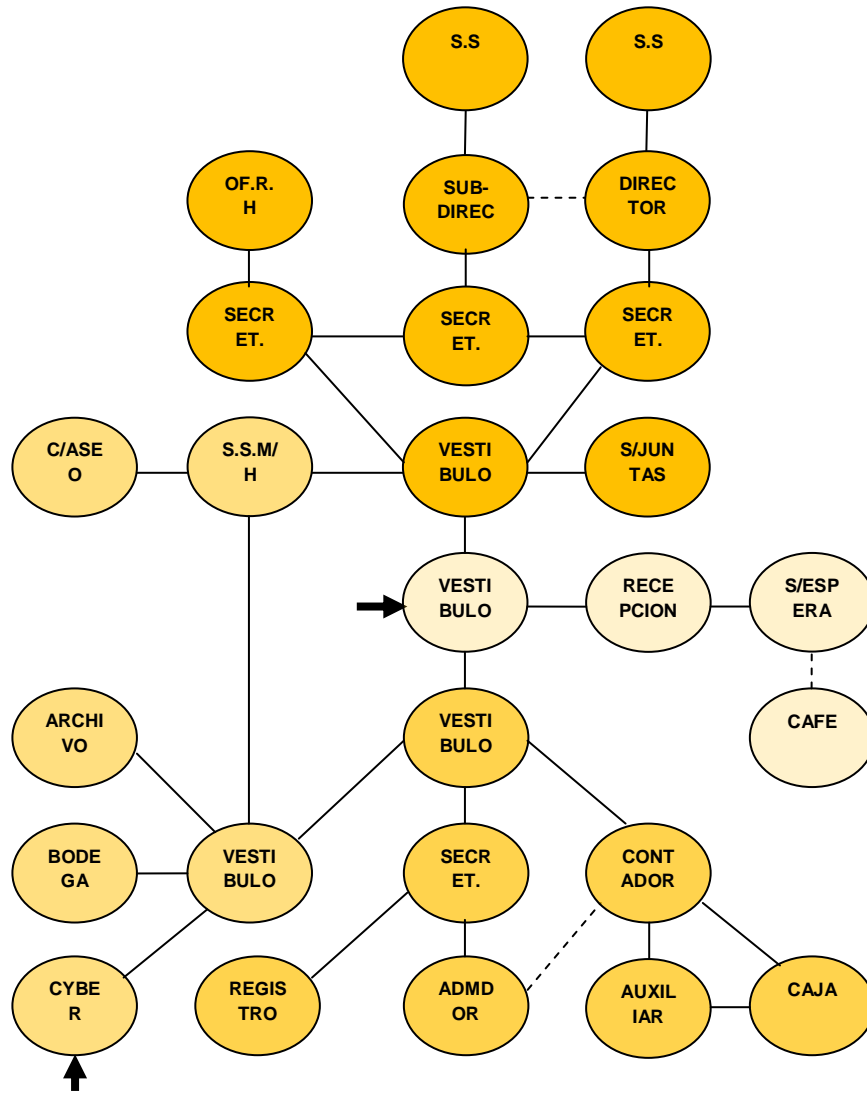 S.S
S.S
OF.R.
H
SUB-
DIREC
DIREC
TOR
SECR
ET.
SECR
ET.
SECR
ET.
C/ASE
O
S.S.M/
H
VESTI
BULO
S/JUN
TAS
VESTI
BULO
RECE
PCION
S/ESP
ERA
ARCHI
VO
VESTI
BULO
CAFE
BODE
GA
VESTI
BULO
SECR
ET.
CONT
ADOR
CYBE
R
REGIS
TRO
ADMD
OR
AUXIL
IAR
CAJA